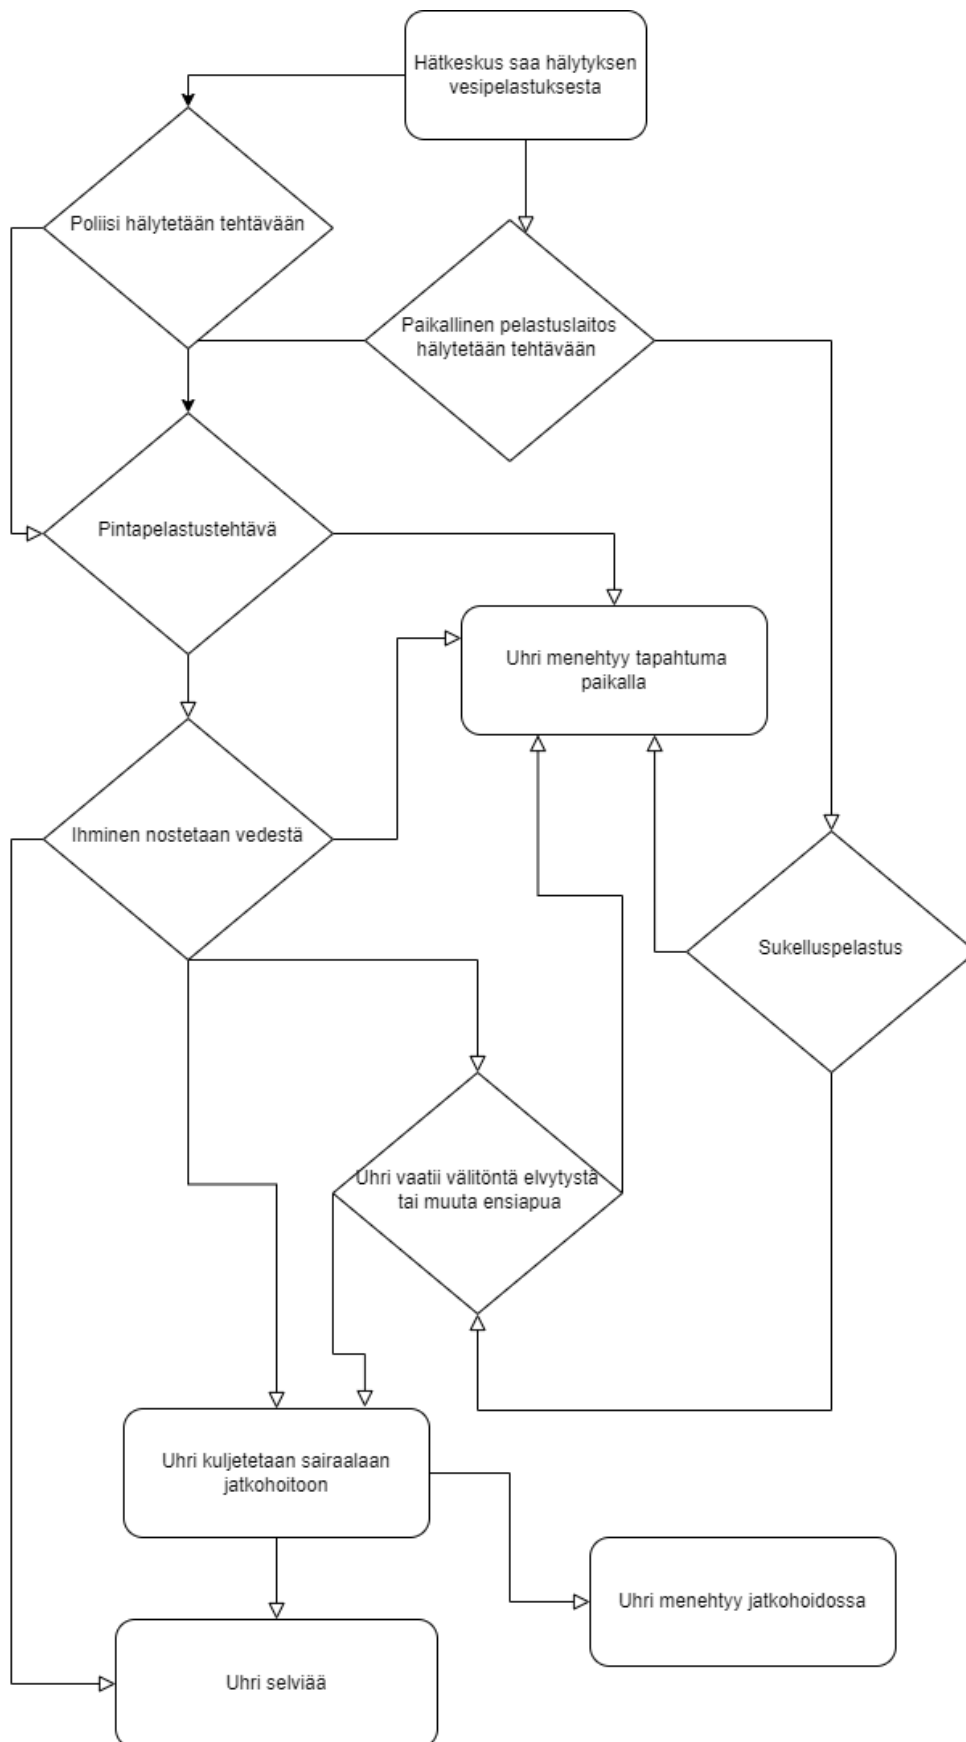 Hätkeskus saa hälytyksen
vesipelastuksesta
Poliisi hälytetään tehtävään
Paikallinen pelastuslaitos
hälytetään tehtävään
Pintapelastustehtävä
Uhri menehtyy tapahtuma
paikalla
Ihminen nostetaan vedestä
Sukelluspelastus
Uhri vaatii välitöntä elvytystä
tai muuta ensiapua
Uhri kuljetetaan sairaalaan
jatkohoitoon
Uhri menehtyy jatkohoidossa
Uhri selviää